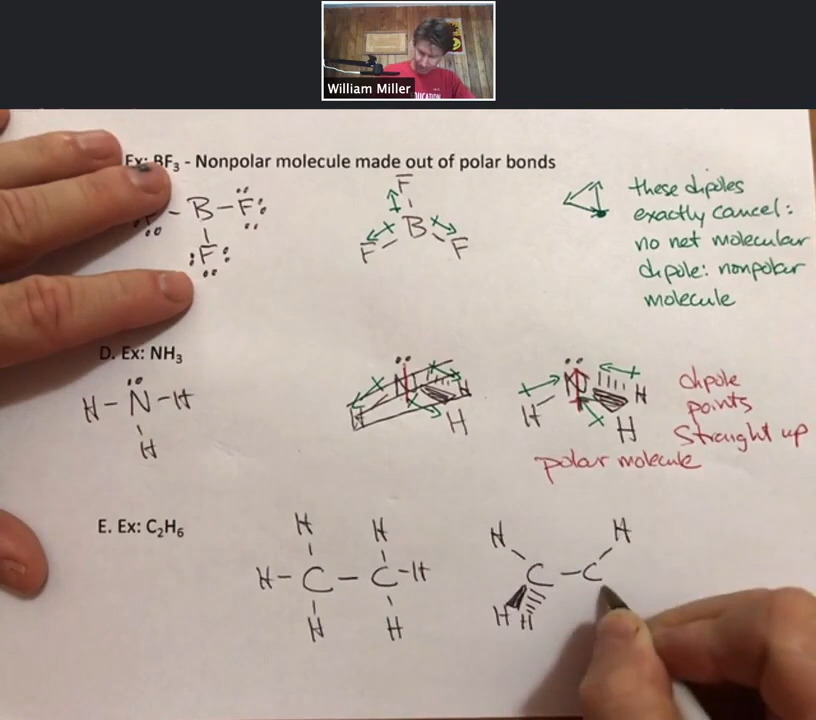 William Miller
EDUCATION
Ex: BF₃ - Nonpolar molecule made out of polar bonds
F - B - F
F
F
B
F F
these dipoles
exactly cancel:
no net molecular
dipole: nonpolar
molecule
D. Ex: NH₃
H - N - H
H
N
H H
H
N
H H
H
dipole
points
straight up
polar molecule
E. Ex: C₂H₆
H H
H - C - C - H
H H
H H
C - C
H H